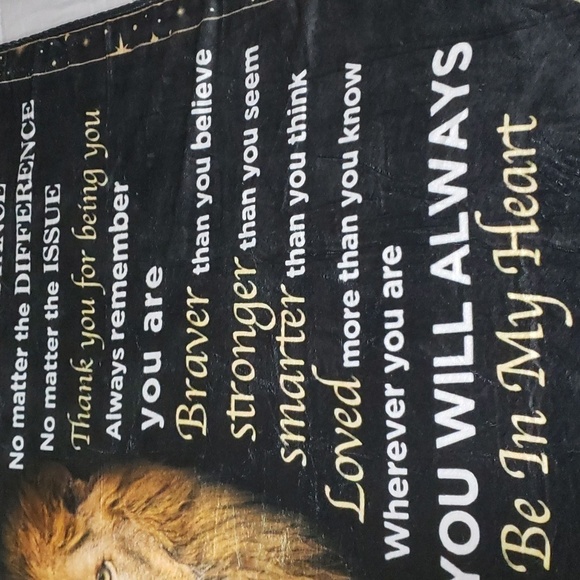 No matter the DIFFERENCE
No matter the ISSUE
Thank you for being you
Always remember
you are
Braver than you believe
stronger than you seem
smarter than you think
Loved more than you know
Wherever you are
YOU WILL ALWAYS
Be In My Heart